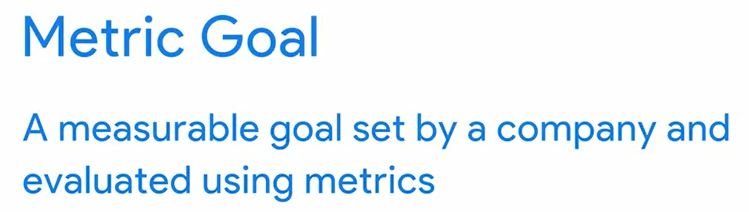 Metric Goal
A measurable goal set by a company and
evaluated using metrics